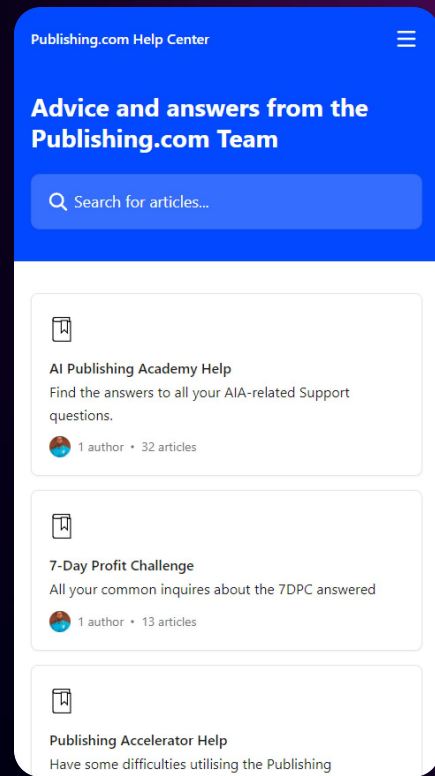 Publishing.com Help Center
Advice and answers from the
Publishing.com Team
Search for articles...
AI Publishing Academy Help
Find the answers to all your AIA-related Support
questions.
1 author • 32 articles
7-Day Profit Challenge
All your common inquires about the 7DPC answered
1 author • 13 articles
Publishing Accelerator Help
Have some difficulties utilising the Publishing